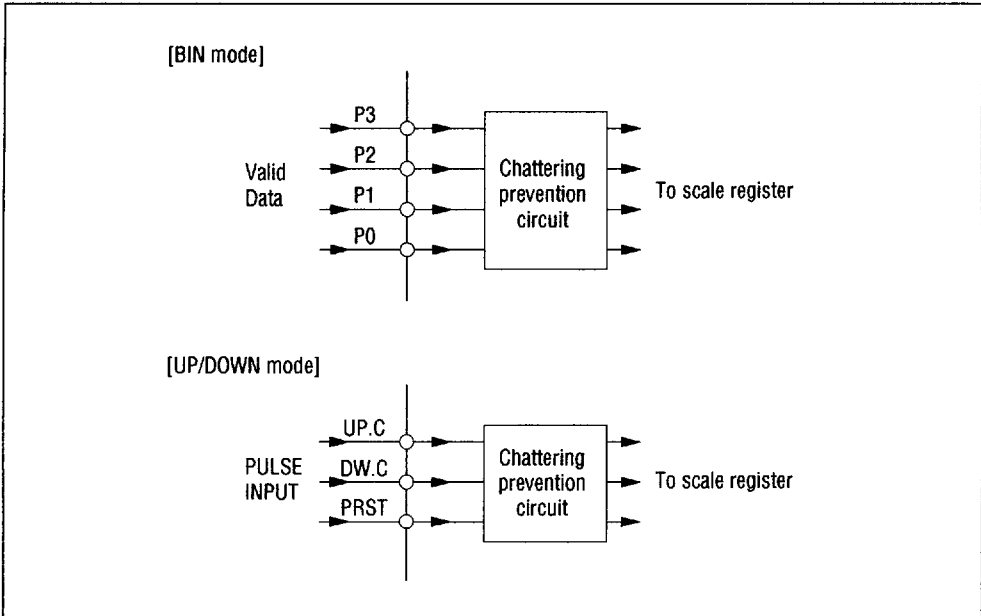 [BIN mode]
P3
P2
P1
P0
Valid
Data
Chattering
prevention
circuit
To scale register
[UP/DOWN mode]
UP.C
DW.C
PRST
PULSE
INPUT
Chattering
prevention
circuit
To scale register